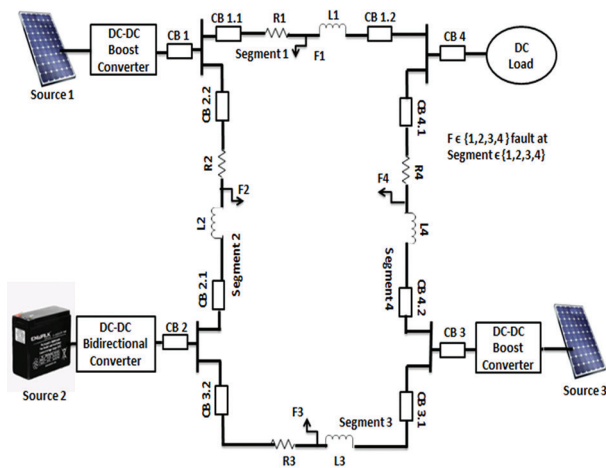 DC-DC
Boost
Converter
Source 1
CB 1
CB 1.1
R1
L1
CB 1.2
Segment 1
F1
CB 4
DC
Load
CB 2.2
R2
F2
L2
Segment 2
CB 2.1
CB 4.1
R4
F4
L4
Segment 4
CB 4.2
F ϵ {1,2,3,4} fault at
Segment ϵ {1,2,3,4}
DC-DC
Bidirectional
Converter
Source 2
CB 2
CB 3.2
R3
F3
Segment 3
L3
CB 3.1
CB 3
DC-DC
Boost
Converter
Source 3